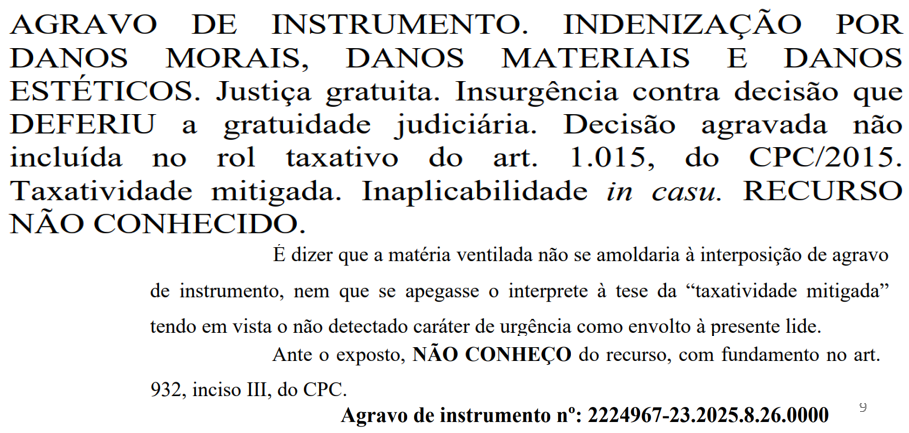 AGRAVO DE INSTRUMENTO. INDENIZAÇÃO POR
DANOS MORAIS, DANOS MATERIAIS E DANOS
ESTÉTICOS. Justiça gratuita. Insurgência contra decisão que
DEFERIU a gratuidade judiciária. Decisão agravada não
incluída no rol taxativo do art. 1.015, do CPC/2015.
Taxatividade mitigada. Inaplicabilidade in casu. RECURSO
NÃO CONHECIDO.
É dizer que a matéria ventilada não se amoldaria à interposição de agravo
de instrumento, nem que se apegasse o interprete à tese da “taxatividade mitigada”
tendo em vista o não detectado caráter de urgência como envolto à presente lide.
Ante o exposto, NÃO CONHEÇO do recurso, com fundamento no art.
932, inciso III, do CPC.
Agravo de instrumento nº: 2224967-23.2025.8.26.0000
9